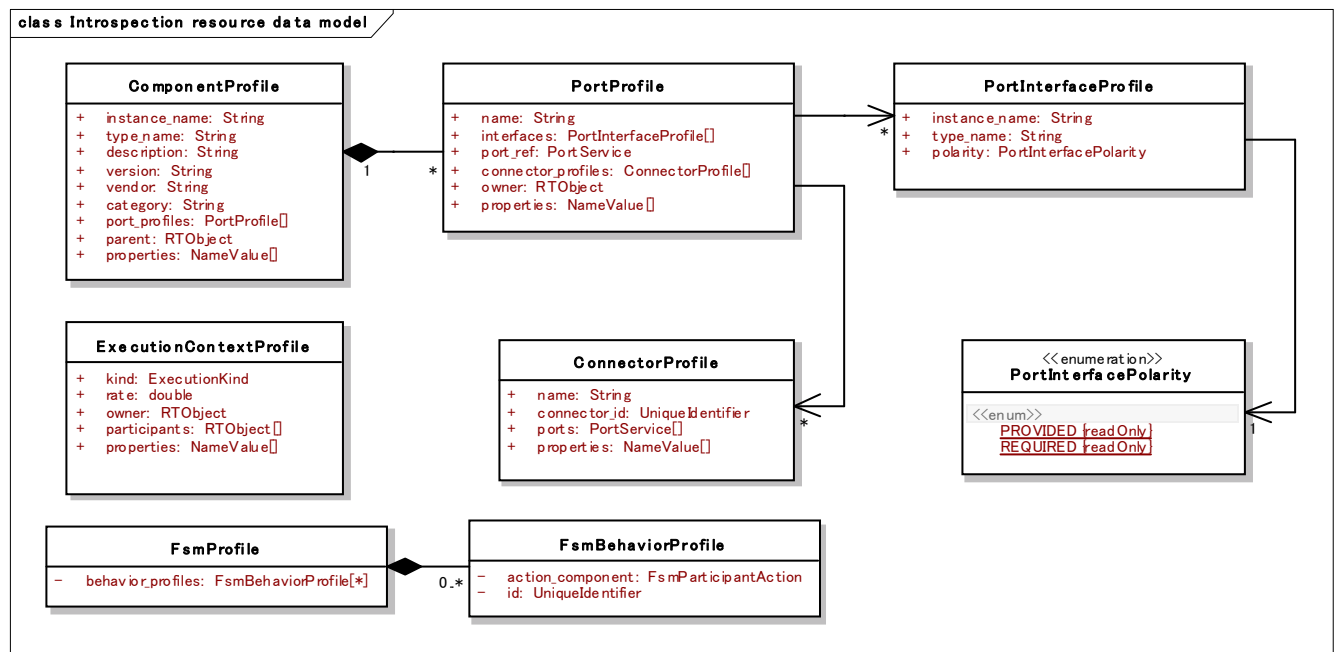 class Introspection resource data model
ComponentProfile
+ instance_name: String
+ type_name: String
+ description: String
+ version: String
+ vendor: String
+ category: String
+ port_profiles: PortProfile[]
+ parent: RTObject
+ properties: NameValue[]
1
*
PortProfile
+ name: String
+ interfaces: PortInterfaceProfile[]
+ port_ref: PortService
+ connector_profiles: ConnectorProfile[]
+ owner: RTObject
+ properties: NameValue[]
*
PortInterfaceProfile
+ instance_name: String
+ type_name: String
+ polarity: PortInterfacePolarity
ExecutionContextProfile
+ kind: ExecutionKind
+ rate: double
+ owner: RTObject
+ participants: RTObject[]
+ properties: NameValue[]
ConnectorProfile
+ name: String
+ connector_id: UniqueIdentifier
+ ports: PortService[]
+ properties: NameValue[]
*
<<enumeration>>
PortInterfacePolarity
<<enum>>
PROVIDED {readOnly}
REQUIRED {readOnly}
1
FsmProfile
- behavior_profiles: FsmBehaviorProfile[*]
0..*
FsmBehaviorProfile
- action_component: FsmParticipantAction
- id: UniqueIdentifier